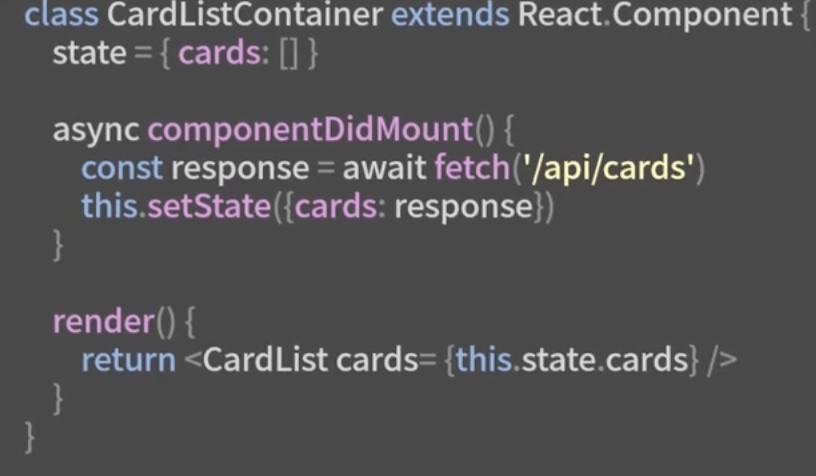 class CardListContainer extends React.Component {
state = { cards: [] }
async componentDidMount() {
const response = await fetch('/api/cards')
this.setState({cards: response})
}
render() {
return <CardList cards= {this.state.cards} />
}
}